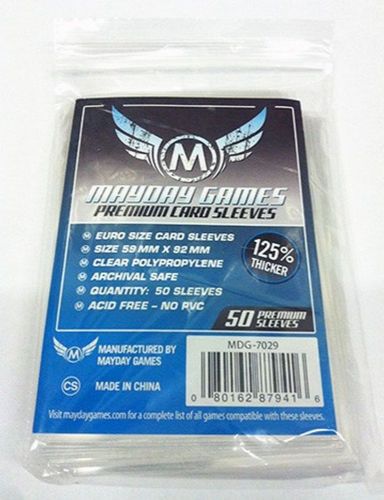 M
MAYDAY GAMES
PREMIUM CARD SLEEVES
M EURO SIZE CARD SLEEVES
M SIZE 59 MM X 92 MM
M CLEAR POLYPROPYLENE
M ARCHIVAL SAFE
M QUANTITY: 50 SLEEVES
M ACID FREE – NO PVC
125%
THICKER
50 PREMIUM
SLEEVES
MDG-7029
M MANUFACTURED BY
MAYDAY GAMES
CS MADE IN CHINA
0 80162 87941 6
Visit maydaygames.com for a complete list of all games compatible with these sleeves.